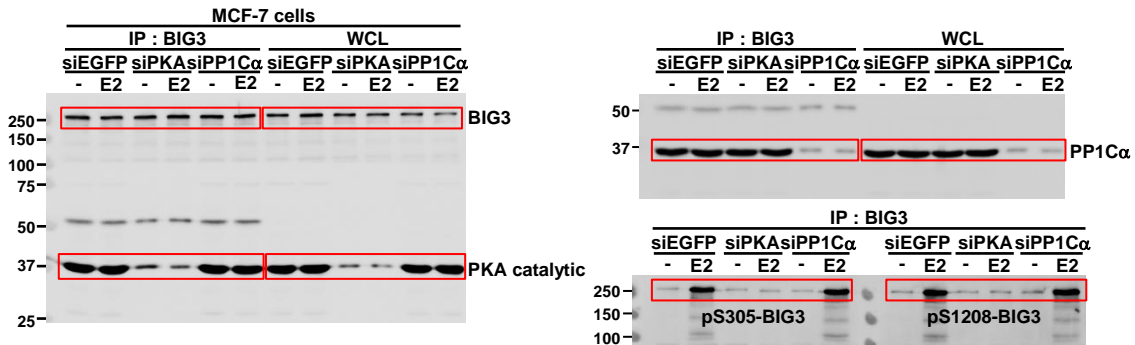 MCF-7 cells
IP : BIG3 WCL
siEGFP siPKA siPP1Cα siEGFP siPKA siPP1Cα
- E2 - E2 - E2 - E2 - E2 - E2
250
150
100
75
50
37
25
BIG3
PKA catalytic
IP : BIG3 WCL
siEGFP siPKA siPP1Cα siEGFP siPKA siPP1Cα
- E2 - E2 - E2 - E2 - E2 - E2
50
37
PP1Cα
IP : BIG3
siEGFP siPKA siPP1Cα siEGFP siPKA siPP1Cα
- E2 - E2 - E2 - E2 - E2 - E2
250
150
100
pS305-BIG3 pS1208-BIG3